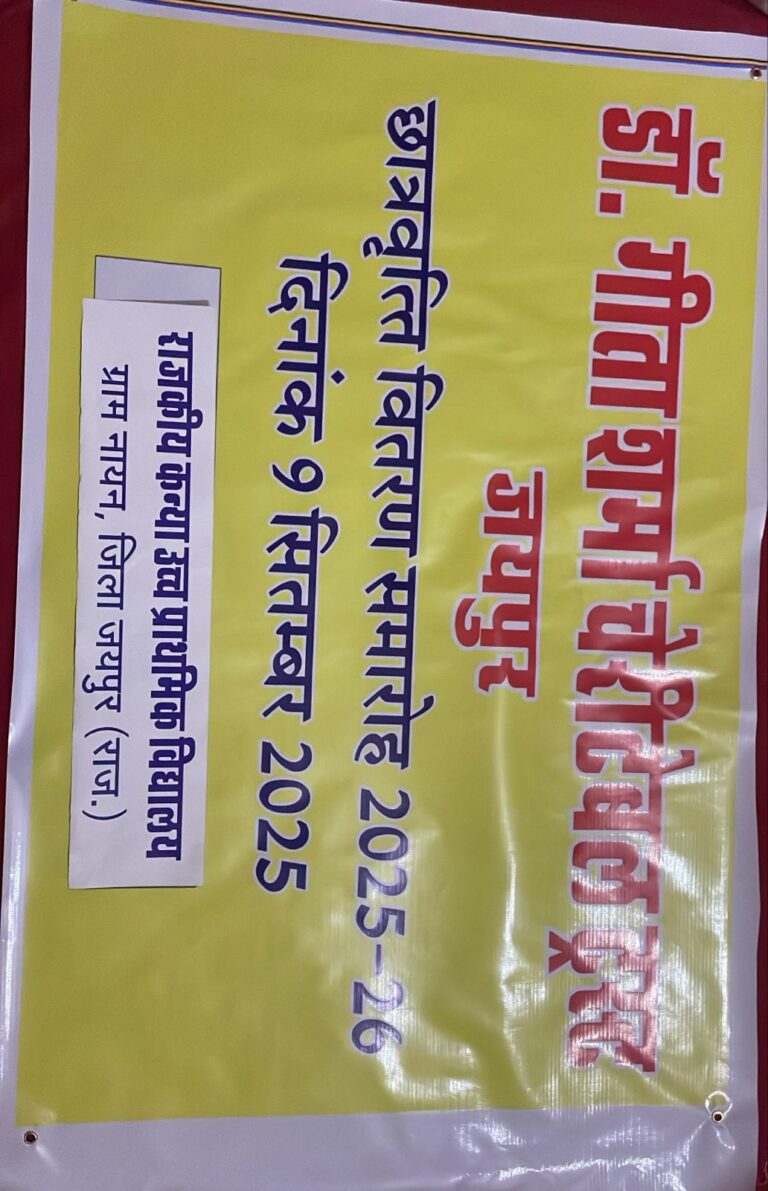 डॉ. गीता शर्मा चेरीटेबल ट्रस्ट
जयपुर
छात्रवृत्ति वितरण समारोह 2025-26
दिनांक 9 सितम्बर 2025
राजकीय कन्या उच्च प्राथमिक विद्यालय
ग्राम नायन, जिला जयपुर (राज.)